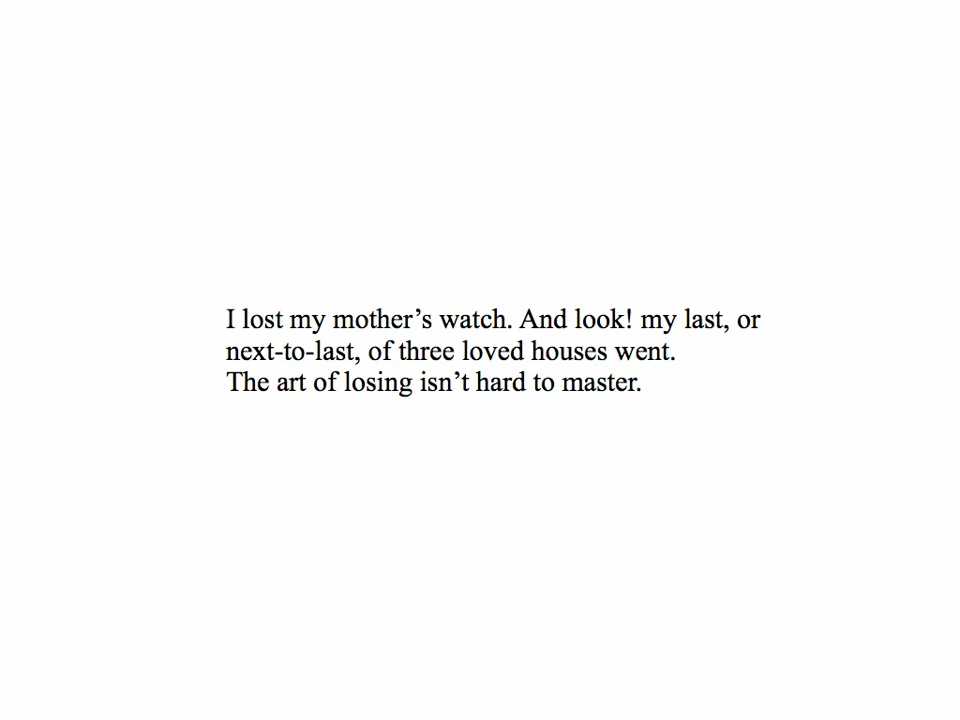 I lost my mother’s watch. And look! my last, or
next-to-last, of three loved houses went.
The art of losing isn’t hard to master.